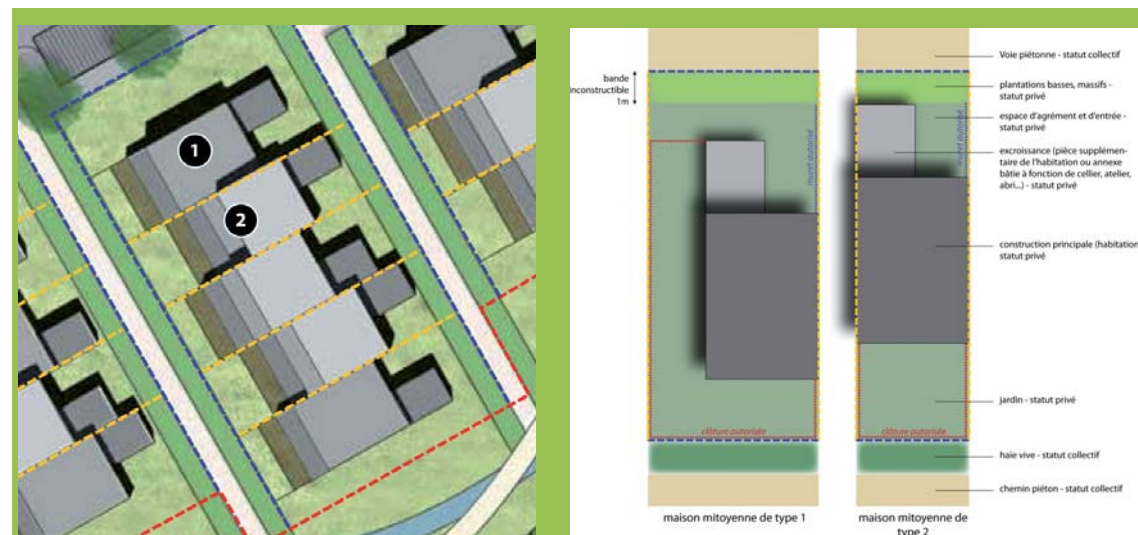 1
2
bande
inconstructible
1m
muret autorisé
muret autorisé
clôture autorisée
clôture autorisée
maison mitoyenne de type 1
maison mitoyenne de
type 2
Voie piétonne - statut collectif
plantations basses, massifs -
statut privé
espace d'agrément et d'entrée -
statut privé
excroissance (pièce supplémen-
taire de l'habitation ou annexe
bâtie à fonction de cellier, atelier,
abri...) - statut privé
construction principale (habitation
statut privé
jardin - statut privé
haie vive - statut collectif
chemin piéton - statut collectif